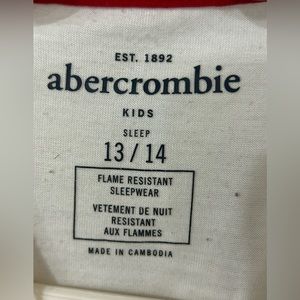 EST. 1892
abercrombie
KIDS
SLEEP
13 / 14
FLAME RESISTANT
SLEEPWEAR
VETEMENT DE NUIT
RESISTANT
AUX FLAMMES
MADE IN CAMBODIA